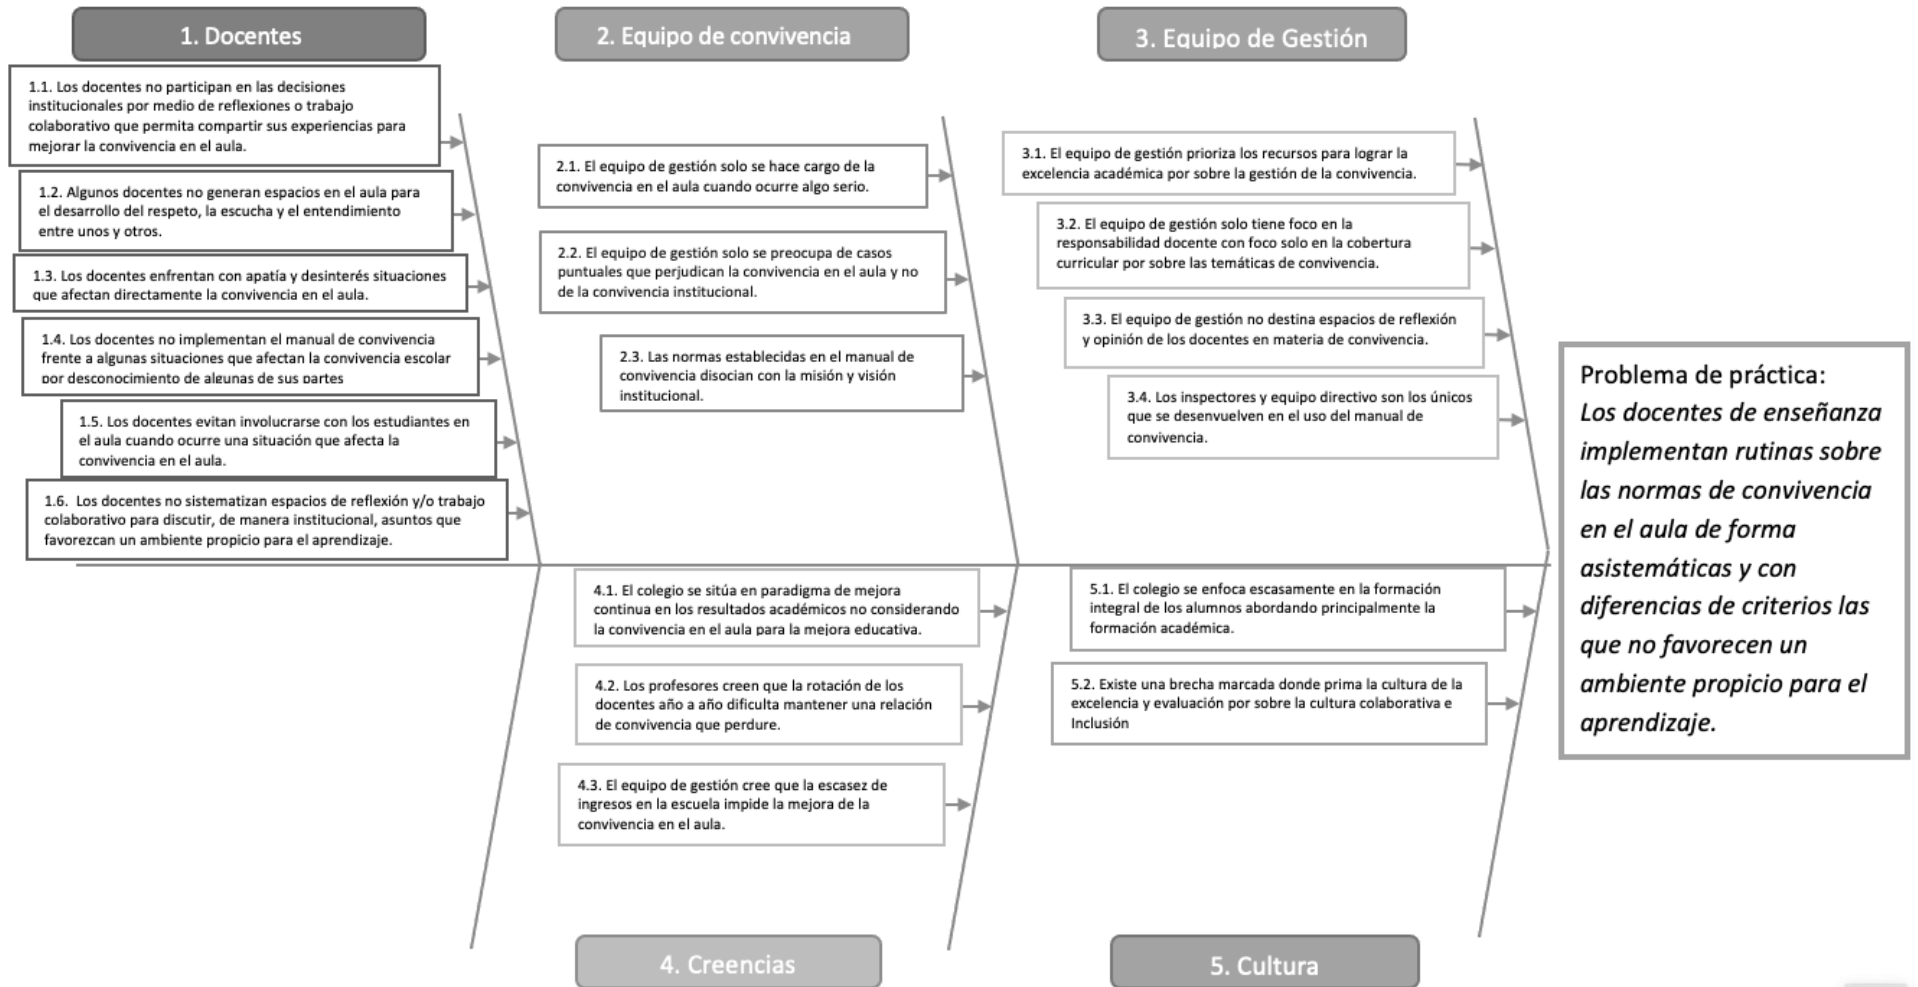 1. Docentes
1.1. Los docentes no participan en las decisiones
institucionales por medio de reflexiones o trabajo
colaborativo que permita compartir sus experiencias para
mejorar la convivencia en el aula.
1.2. Algunos docentes no generan espacios en el aula para
el desarrollo del respeto, la escucha y el entendimiento
entre unos y otros.
1.3. Los docentes enfrentan con apatía y desinterés situaciones
que afectan directamente la convivencia en el aula.
1.4. Los docentes no implementan el manual de convivencia
frente a algunas situaciones que afectan la convivencia escolar
por desconocimiento de algunas de sus partes
1.5. Los docentes evitan involucrarse con los estudiantes en
el aula cuando ocurre una situación que afecta la
convivencia en el aula.
1.6. Los docentes no sistematizan espacios de reflexión y/o trabajo
colaborativo para discutir, de manera institucional, asuntos que
favorezcan un ambiente propicio para el aprendizaje.
2. Equipo de convivencia
2.1. El equipo de gestión solo se hace cargo de la
convivencia en el aula cuando ocurre algo serio.
2.2. El equipo de gestión solo se preocupa de casos
puntuales que perjudican la convivencia en el aula y no
de la convivencia institucional.
2.3. Las normas establecidas en el manual de
convivencia disocian con la misión y visión
institucional.
3. Equipo de Gestión
3.1. El equipo de gestión prioriza los recursos para lograr la
excelencia académica por sobre la gestión de la convivencia.
3.2. El equipo de gestión solo tiene foco en la
responsabilidad docente con foco solo en la cobertura
curricular por sobre las temáticas de convivencia.
3.3. El equipo de gestión no destina espacios de reflexión
y opinión de los docentes en materia de convivencia.
3.4. Los inspectores y equipo directivo son los únicos
que se desenvuelven en el uso del manual de
convivencia.
4.1. El colegio se sitúa en paradigma de mejora
continua en los resultados académicos no considerando
la convivencia en el aula para la mejora educativa.
4.2. Los profesores creen que la rotación de los
docentes año a año dificulta mantener una relación
de convivencia que perdure.
4.3. El equipo de gestión cree que la escasez de
ingresos en la escuela impide la mejora de la
convivencia en el aula.
4. Creencias
5.1. El colegio se enfoca escasamente en la formación
integral de los alumnos abordando principalmente la
formación académica.
5.2. Existe una brecha marcada donde prima la cultura de la
excelencia y evaluación por sobre la cultura colaborativa e
Inclusión
5. Cultura
Problema de práctica:
Los docentes de enseñanza
implementan rutinas sobre
las normas de convivencia
en el aula de forma
asistemáticas y con
diferencias de criterios las
que no favorecen un
ambiente propicio para el
aprendizaje.